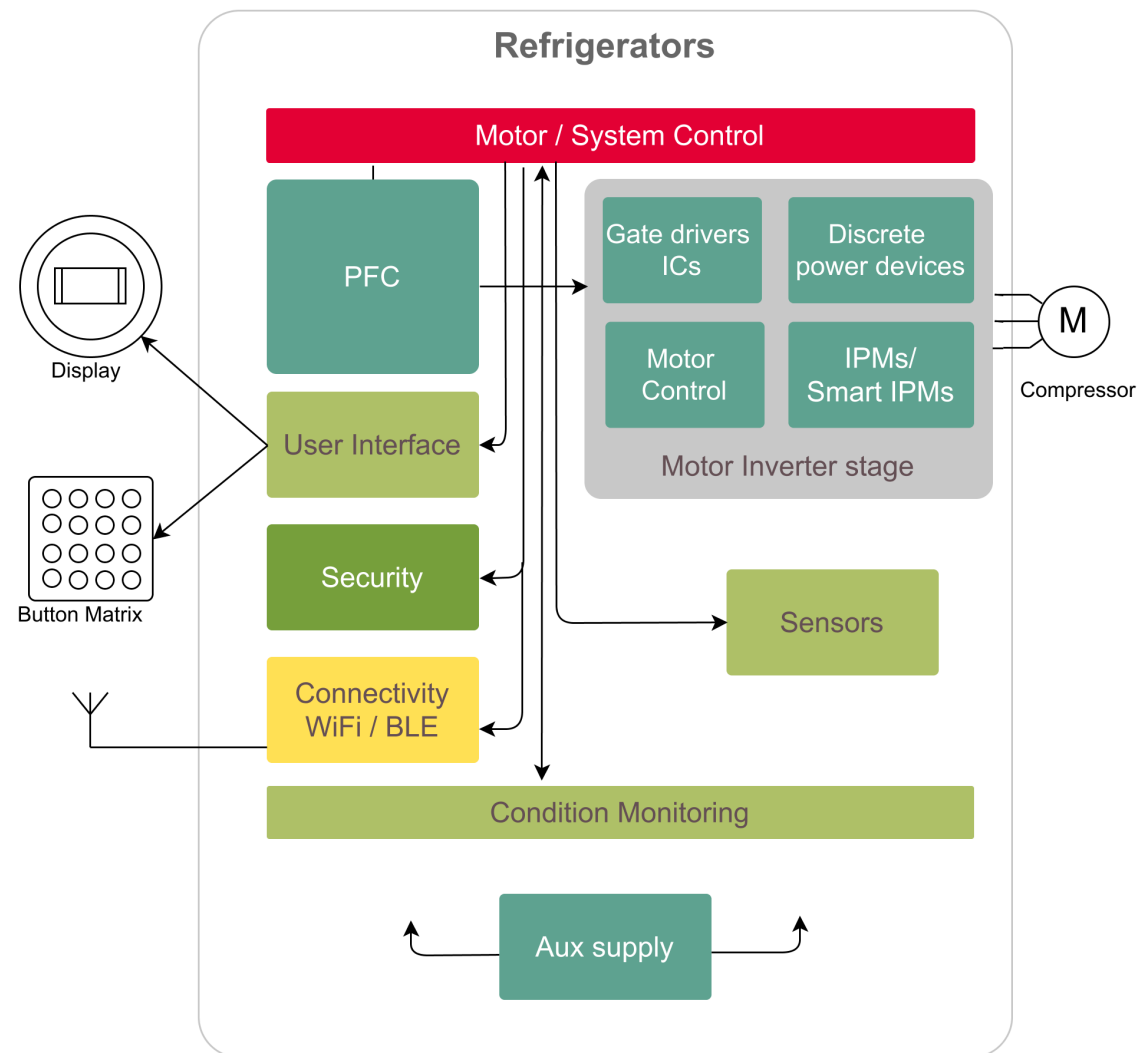 Refrigerators
Motor / System Control
PFC
Gate drivers
ICs
Discrete
power devices
Motor
Control
IPMs/
Smart IPMs
Motor Inverter stage
M
Compressor
Display
User Interface
Button Matrix
Security
Sensors
Connectivity
WiFi / BLE
Condition Monitoring
Aux supply